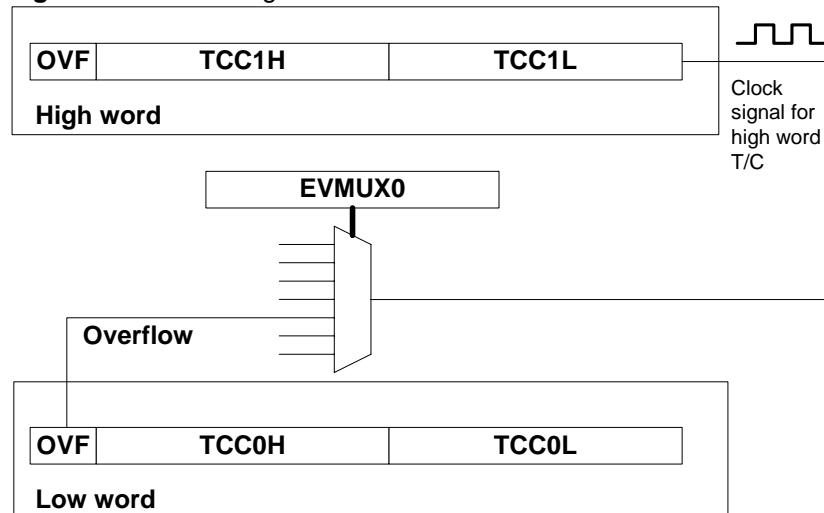 OVF TCC1H TCC1L
High word
Clock
signal for
high word
T/C
EVMUX0
Overflow
OVF TCC0H TCC0L
Low word